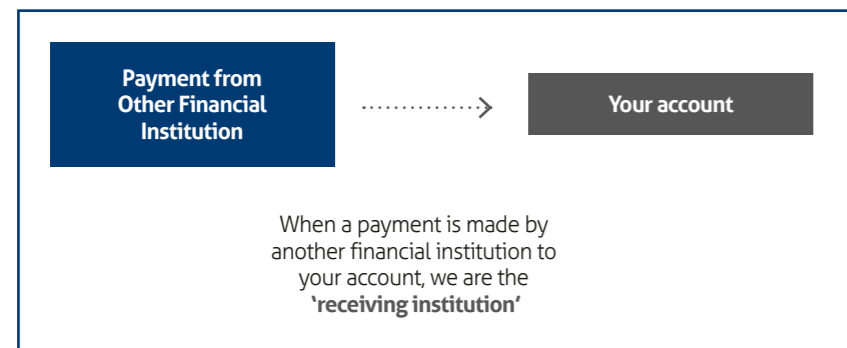 Payment from
Other Financial
Institution
Your account
When a payment is made by
another financial institution to
your account, we are the
‘receiving institution’